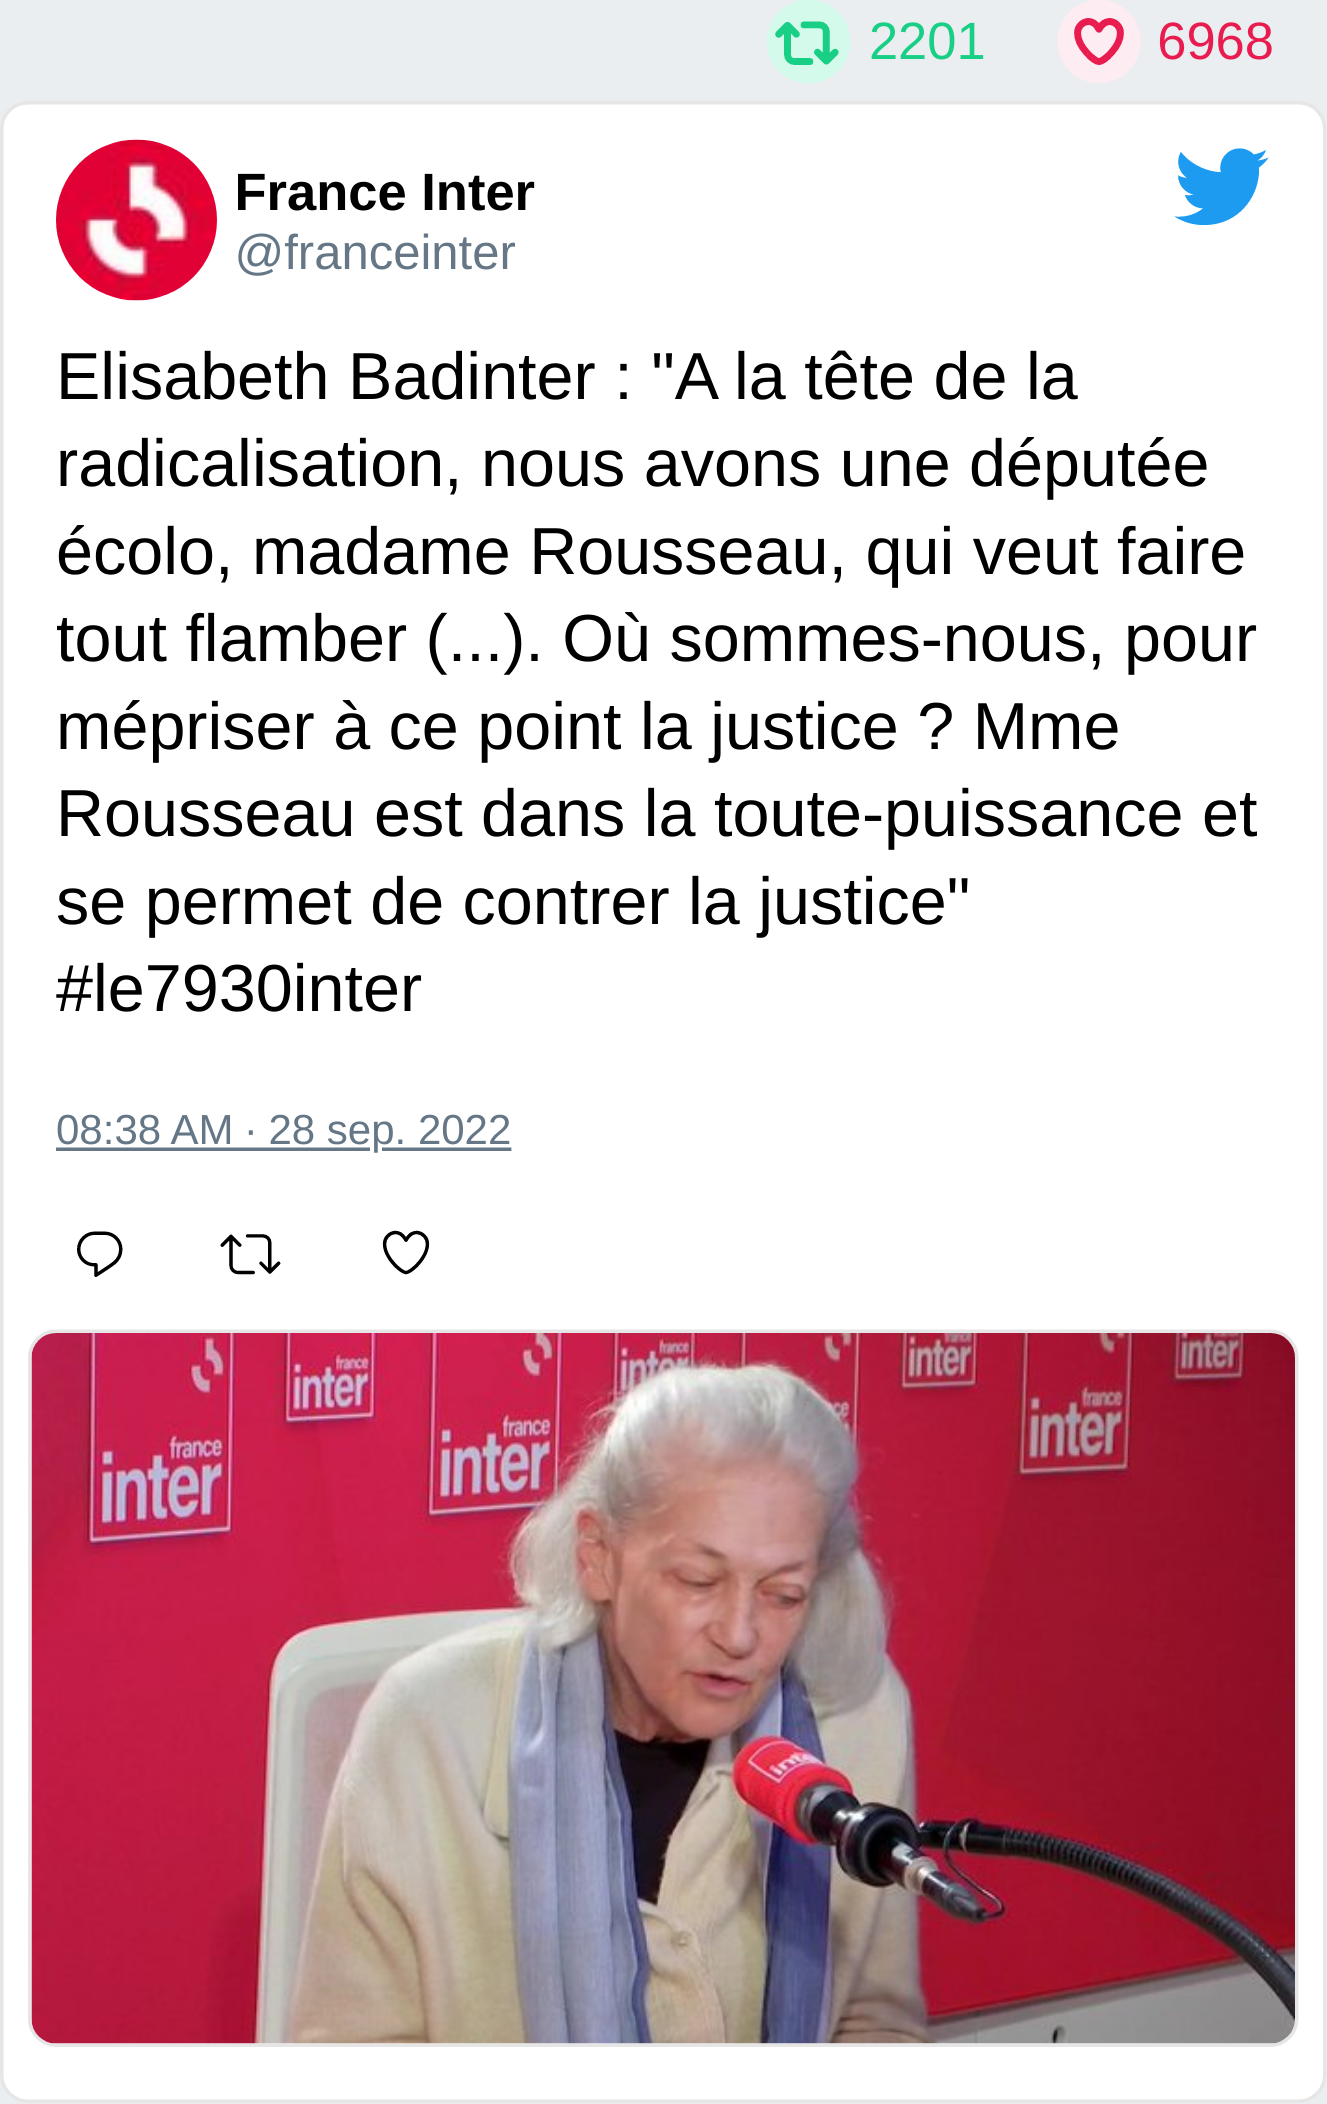 2201 6968
France Inter
@franceinter
Elisabeth Badinter : "A la tête de la
radicalisation, nous avons une députée
écolo, madame Rousseau, qui veut faire
tout flamber (...). Où sommes-nous, pour
mépriser à ce point la justice ? Mme
Rousseau est dans la toute-puissance et
se permet de contrer la justice"
#le7930inter
08:38 AM · 28 sep. 2022
france
inter
france
inter
france
inter
france
inter
france
inter
france
inter
inter